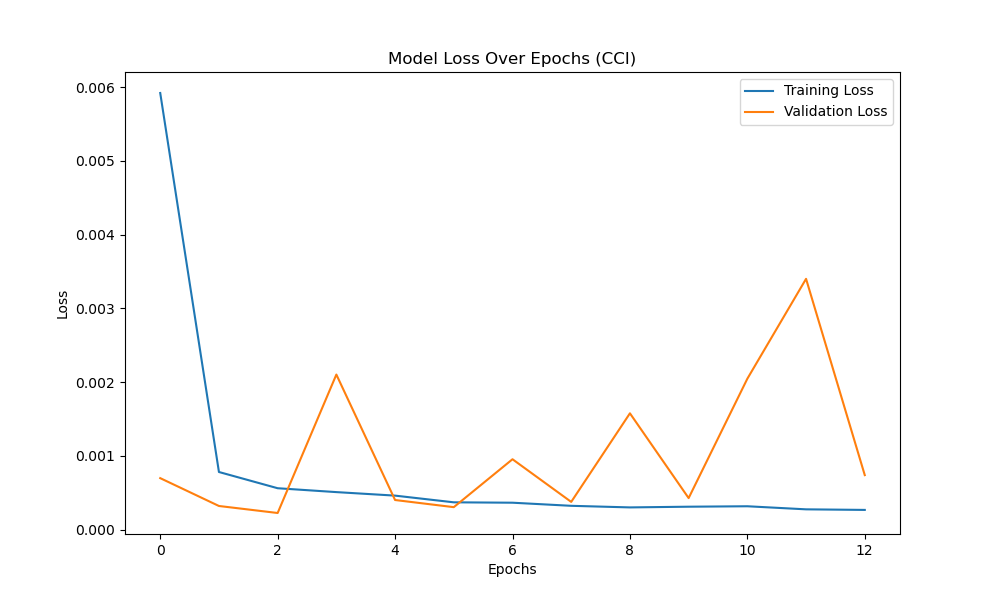 Model Loss Over Epochs (CCI)
Training Loss
Validation Loss
0.006
0.005
0.004
0.003
0.002
0.001
0.000
Loss
0 2 4 6 8 10 12
Epochs